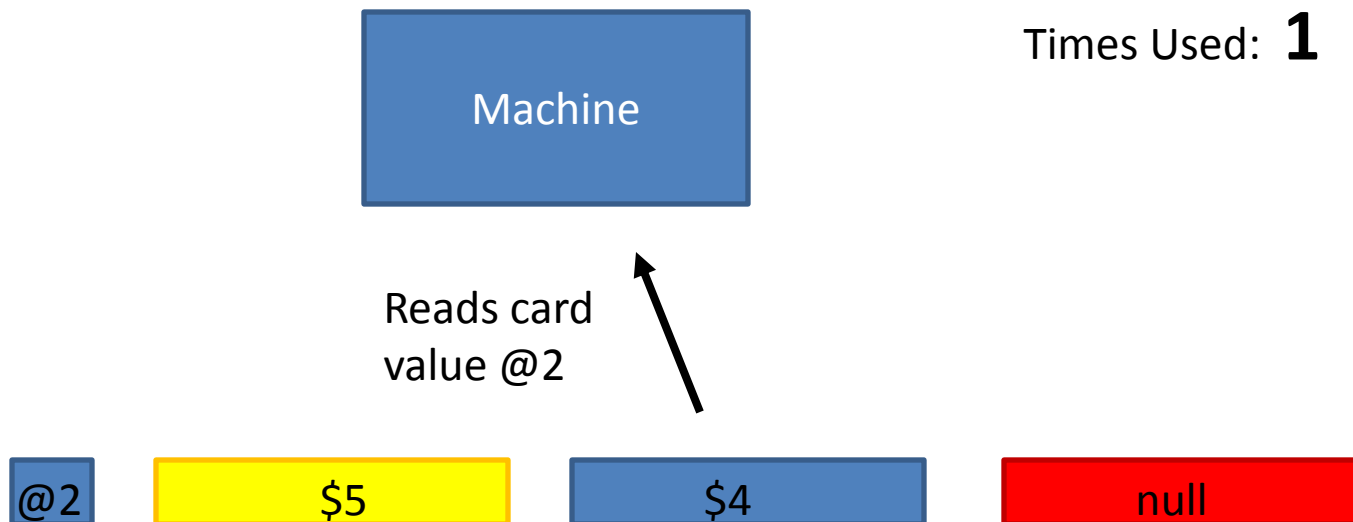 Times Used: 1
Machine
Reads card
value @2
@2
$5
$4
null